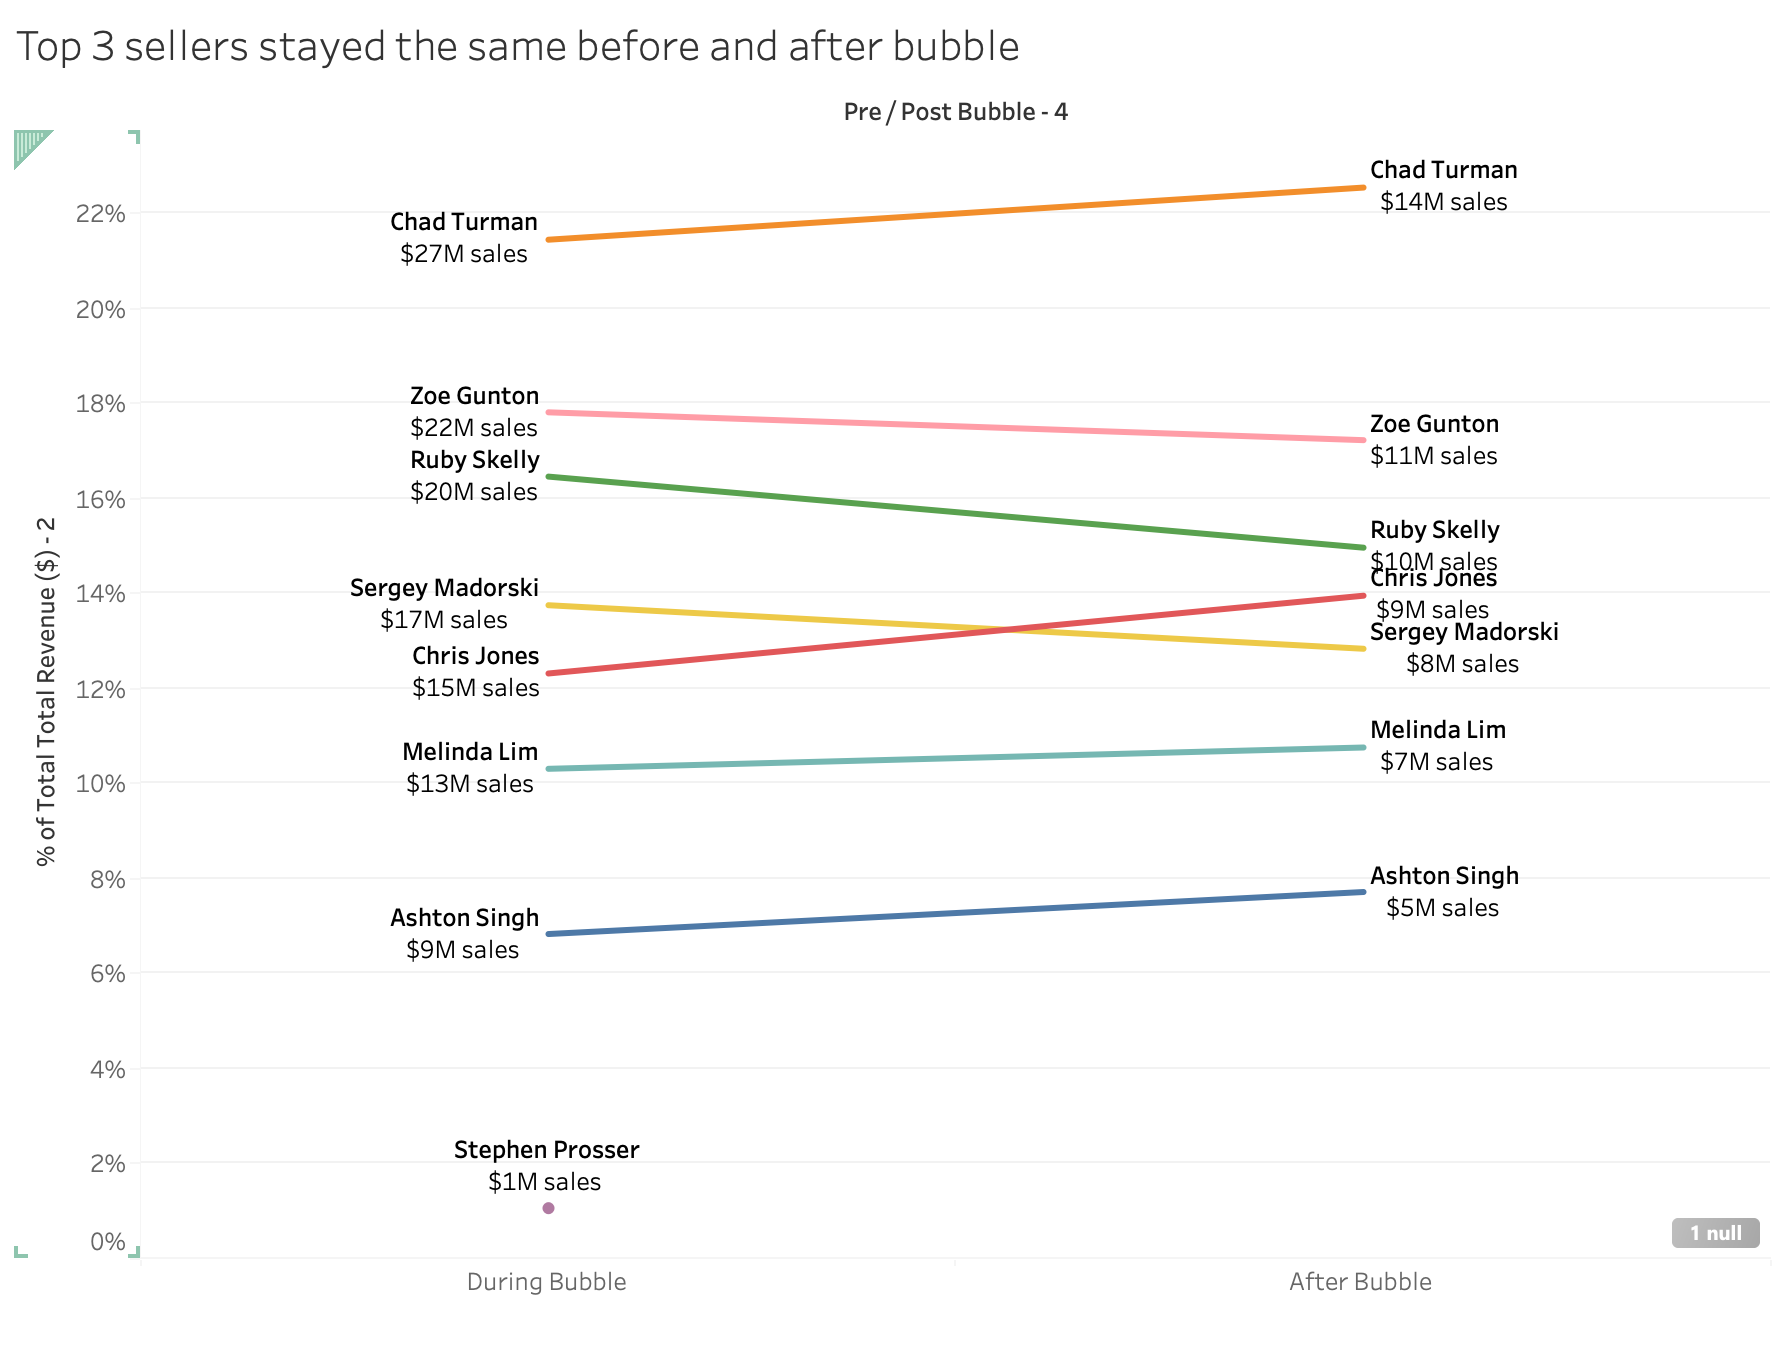 Top 3 sellers stayed the same before and after bubble
Pre / Post Bubble - 4
% of Total Total Revenue ($) - 2
22%
20%
18%
16%
14%
12%
10%
8%
6%
4%
2%
0%
Chad Turman
$27M sales
Zoe Gunton
$22M sales
Ruby Skelly
$20M sales
Sergey Madorski
$17M sales
Chris Jones
$15M sales
Melinda Lim
$13M sales
Ashton Singh
$9M sales
Stephen Prosser
$1M sales
Chad Turman
$14M sales
Zoe Gunton
$11M sales
Ruby Skelly
$10M sales
Chris Jones
$9M sales
Sergey Madorski
$8M sales
Melinda Lim
$7M sales
Ashton Singh
$5M sales
1 null
During Bubble
After Bubble